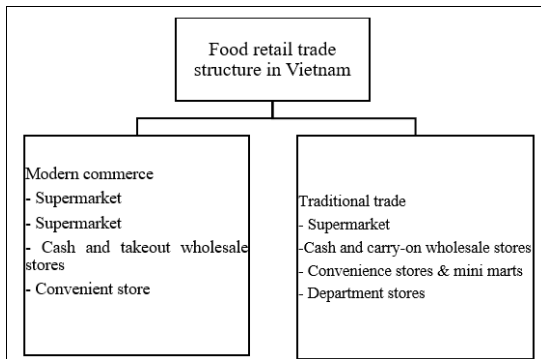 Food retail trade
structure in Vietnam
Modern commerce
- Supermarket
- Supermarket
- Cash and takeout wholesale
stores
- Convenient store
Traditional trade
- Supermarket
-Cash and carry-on wholesale stores
- Convenience stores & mini marts
- Department stores